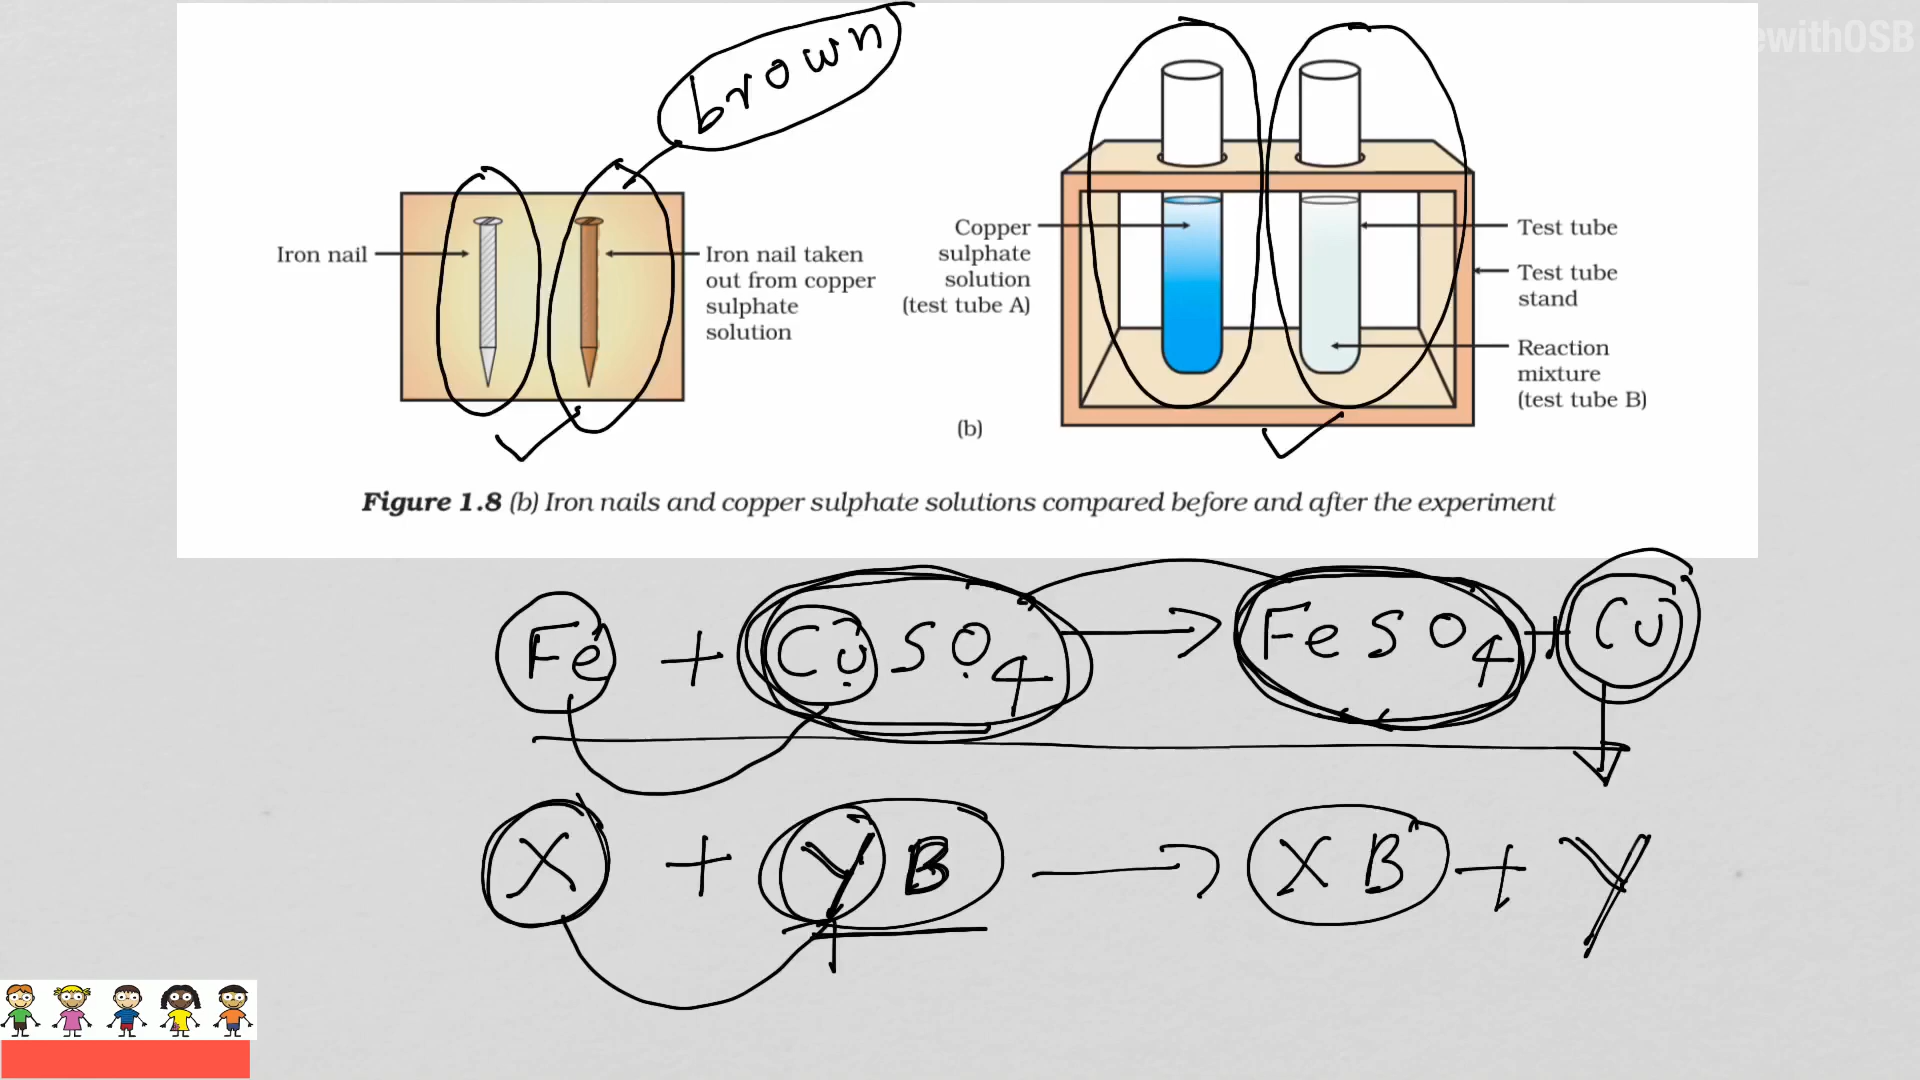 ewithOSB
brown
Iron nail
Iron nail taken
out from copper
sulphate
solution
Copper
sulphate
solution
(test tube A)
Test tube
Test tube
stand
Reaction
mixture
(test tube B)
(b)
Figure 1.8 (b) Iron nails and copper sulphate solutions compared before and after the experiment
Fe + CuSO4 → FeSO4 + Cu
X + YB → XB + Y